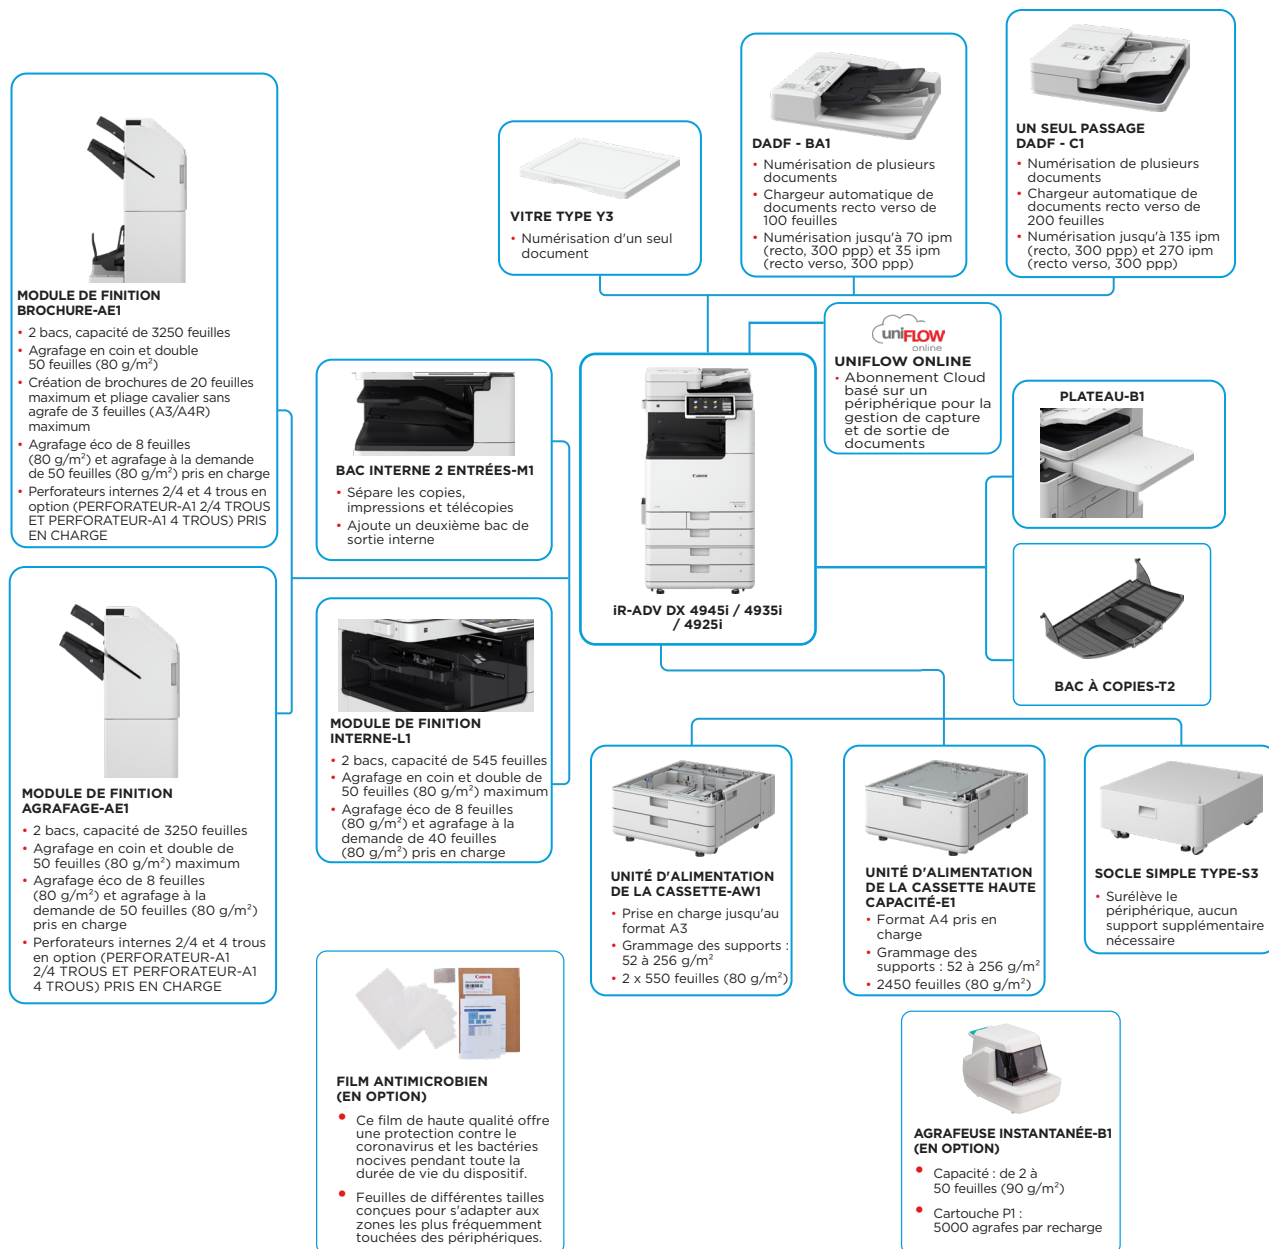 MODULE DE FINITION
BROCHURE-AE1
• 2 bacs, capacité de 3250 feuilles
• Agrafage en coin et double
50 feuilles (80 g/m²)
• Création de brochures de 20 feuilles
maximum et pliage cavalier sans
agrafe de 3 feuilles (A3/A4R)
maximum
• Agrafage éco de 8 feuilles
(80 g/m²) et agrafage à la demande
de 50 feuilles (80 g/m²) pris en charge
• Perforateurs internes 2/4 et 4 trous en
option (PERFORATEUR-A1 2/4 TROUS
ET PERFORATEUR-A1 4 TROUS) PRIS
EN CHARGE
MODULE DE FINITION
AGRAFAGE-AE1
• 2 bacs, capacité de 3250 feuilles
• Agrafage en coin et double de
50 feuilles (80 g/m²) maximum
• Agrafage éco de 8 feuilles
(80 g/m²) et agrafage à la
demande de 50 feuilles (80 g/m²)
pris en charge
• Perforateurs internes 2/4 et 4 trous
en option (PERFORATEUR-A1
2/4 TROUS ET PERFORATEUR-A1
4 TROUS) PRIS EN CHARGE
BAC INTERNE 2 ENTRÉES-M1
• Sépare les copies,
impressions et télécopies
• Ajoute un deuxième bac de
sortie interne
MODULE DE FINITION
INTERNE-L1
• 2 bacs, capacité de 545 feuilles
• Agrafage en coin et double de
50 feuilles (80 g/m²) maximum
• Agrafage éco de 8 feuilles
(80 g/m²) et agrafage à la
demande de 40 feuilles
(80 g/m²) pris en charge
VITRE TYPE Y3
• Numérisation d'un seul
document
DADF - BA1
• Numérisation de plusieurs
documents
• Chargeur automatique de
documents recto verso de
100 feuilles
• Numérisation jusqu'à 70 ipm
(recto, 300 ppp) et 35 ipm
(recto verso, 300 ppp)
UN SEUL PASSAGE
DADF - C1
• Numérisation de plusieurs
documents
• Chargeur automatique de
documents recto verso de
200 feuilles
• Numérisation jusqu'à 135 ipm
(recto, 300 ppp) et 270 ipm
(recto verso, 300 ppp)
uniFLOW
online
UNIFLOW ONLINE
• Abonnement Cloud
basé sur un
périphérique pour la
gestion de capture
et de sortie de
documents
Canon
iR-ADV DX 4945i / 4935i
/ 4925i
PLATEAU-B1
BAC À COPIES-T2
UNITÉ D'ALIMENTATION
DE LA CASSETTE-AW1
• Prise en charge jusqu'au
format A3
• Grammage des supports :
52 à 256 g/m²
• 2 x 550 feuilles (80 g/m²)
UNITÉ D'ALIMENTATION
DE LA CASSETTE HAUTE
CAPACITÉ-E1
• Format A4 pris en
charge
• Grammage des
supports : 52 à 256 g/m²
• 2450 feuilles (80 g/m²)
SOCLE SIMPLE TYPE-S3
• Surélève le
périphérique, aucun
support supplémentaire
nécessaire
Canon
FILM ANTIMICROBIEN
(EN OPTION)
• Ce film de haute qualité offre
une protection contre le
coronavirus et les bactéries
nocives pendant toute la
durée de vie du dispositif.
• Feuilles de différentes tailles
conçues pour s'adapter aux
zones les plus fréquemment
touchées des périphériques.
AGRAFEUSE INSTANTANÉE-B1
(EN OPTION)
• Capacité : de 2 à
50 feuilles (90 g/m²)
• Cartouche P1 :
5000 agrafes par recharge